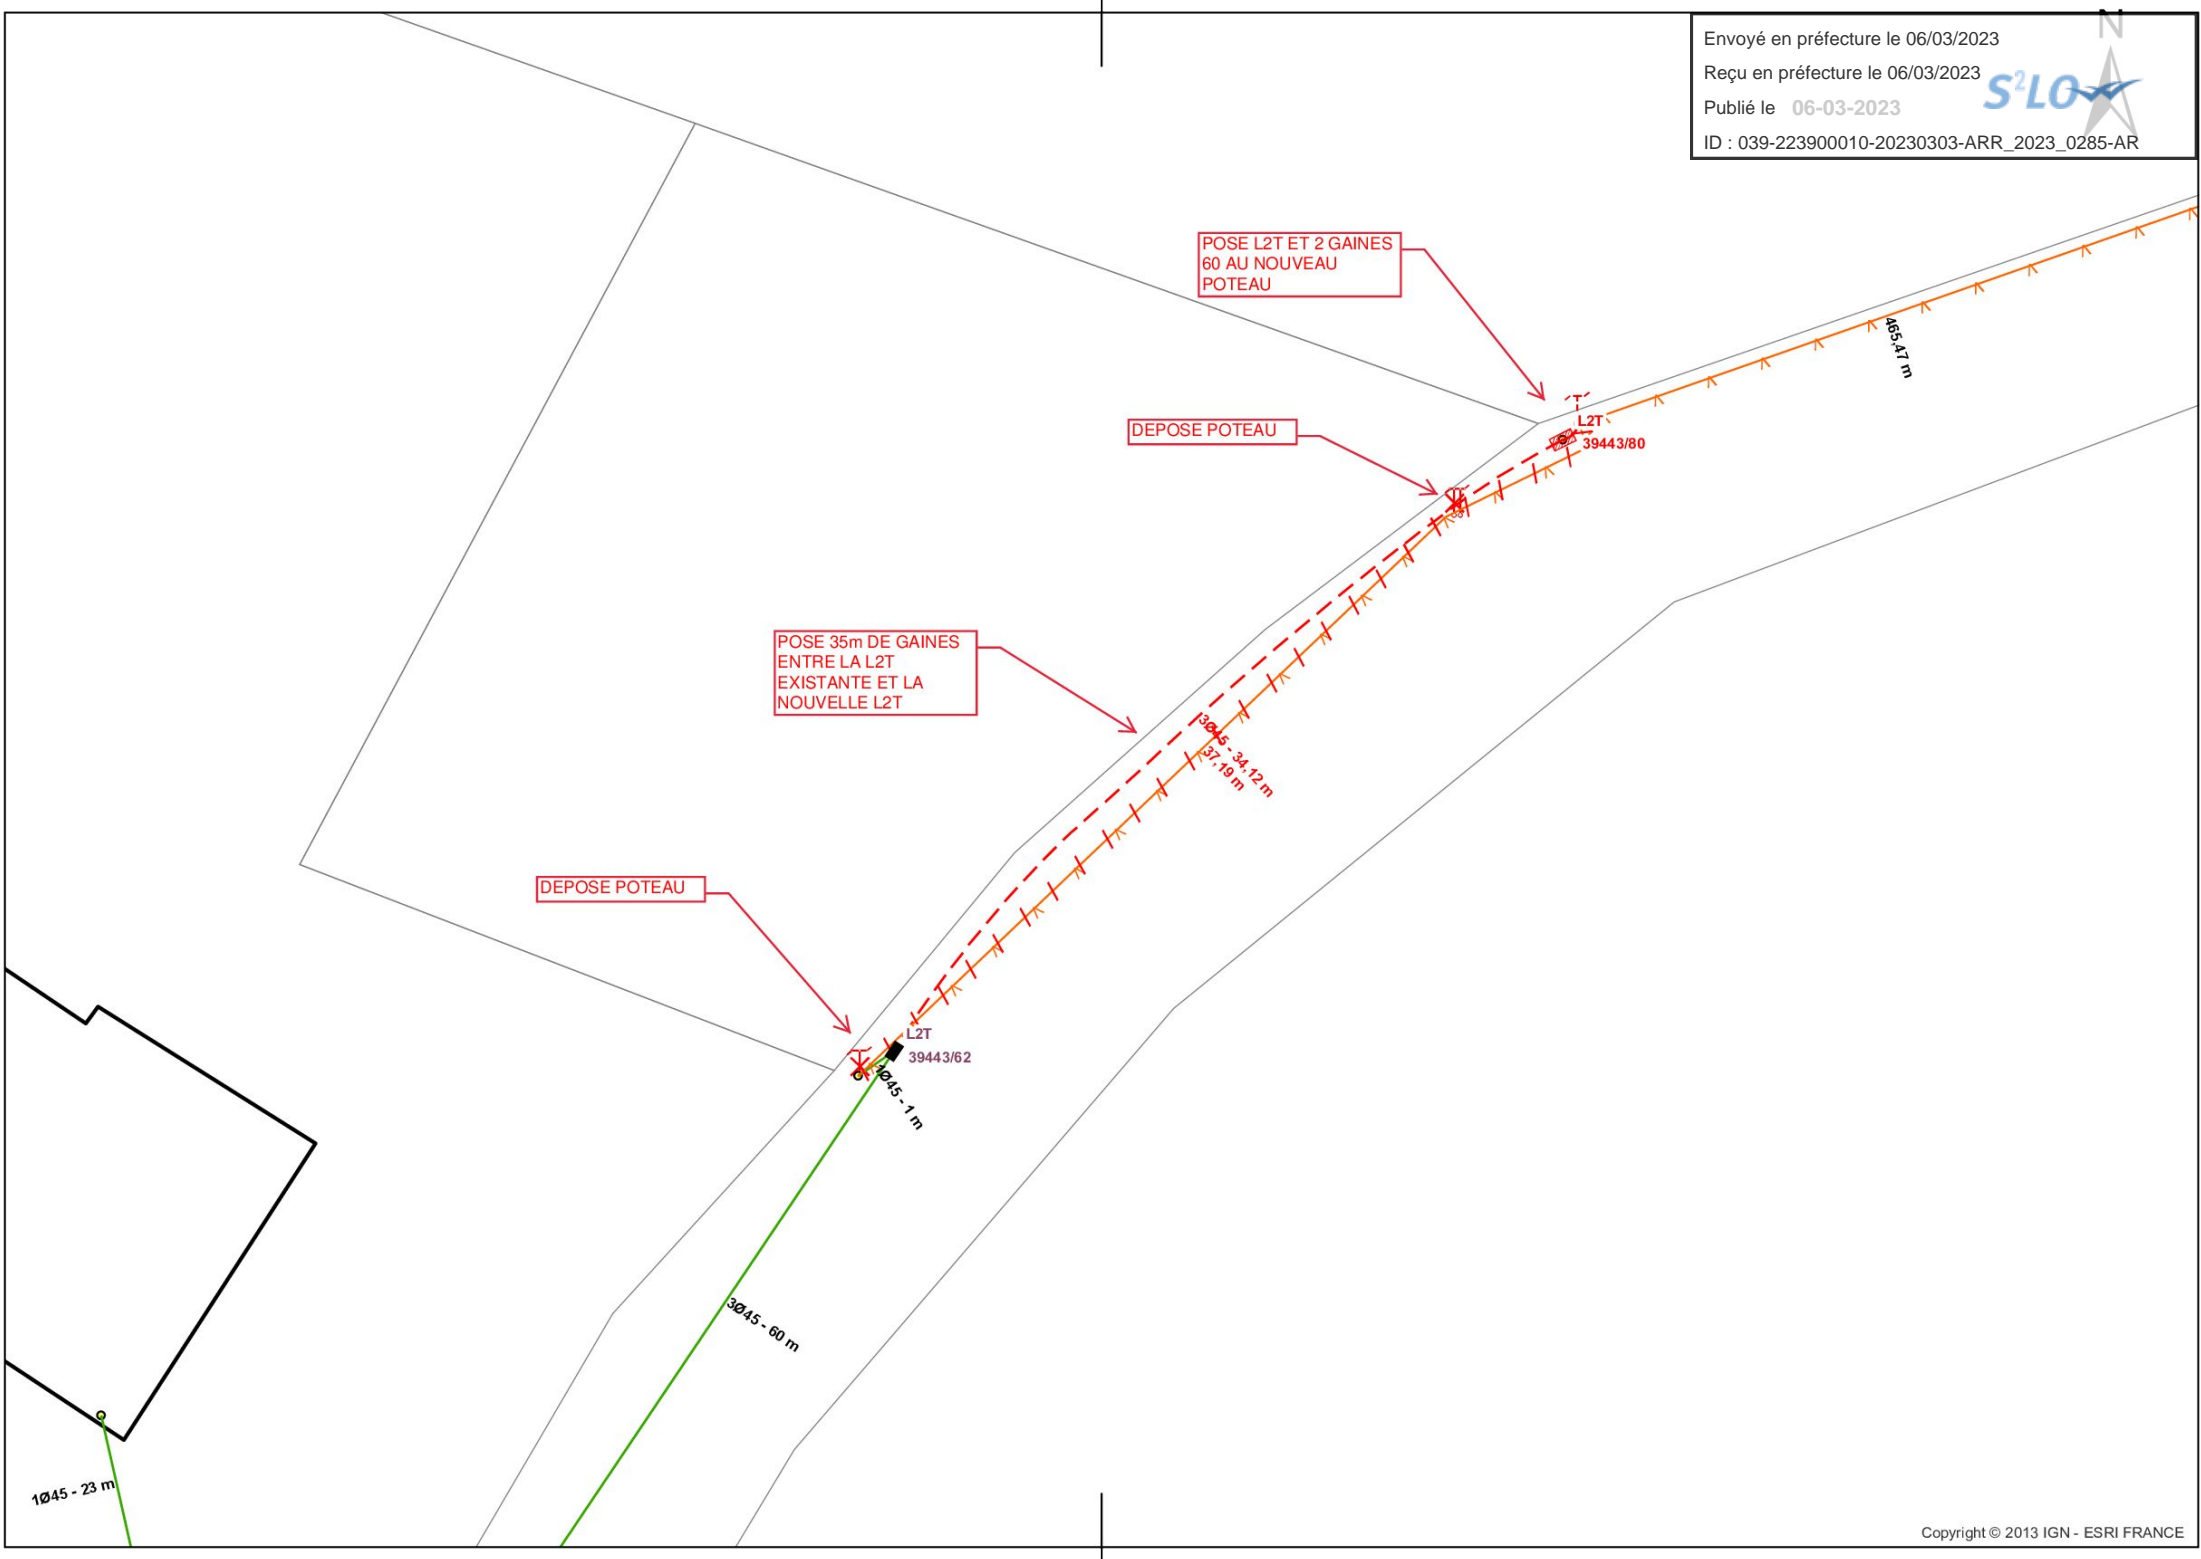 N
Envoyé en préfecture le 06/03/2023
Reçu en préfecture le 06/03/2023
S²LO
Publié le 06-03-2023
ID : 039-223900010-20230303-ARR_2023_0285-AR
POSE L2T ET 2 GAINES
60 AU NOUVEAU
POTEAU
465,47 m
DEPOSE POTEAU
L2T
39443/80
POSE 35m DE GAINES
ENTRE LA L2T
EXISTANTE ET LA
NOUVELLE L2T
3Ø45 - 34,12 m
37,19 m
DEPOSE POTEAU
L2T
39443/62
1Ø45 - 1 m
3Ø45 - 60 m
1Ø45 - 23 m
Copyright © 2013 IGN - ESRI FRANCE